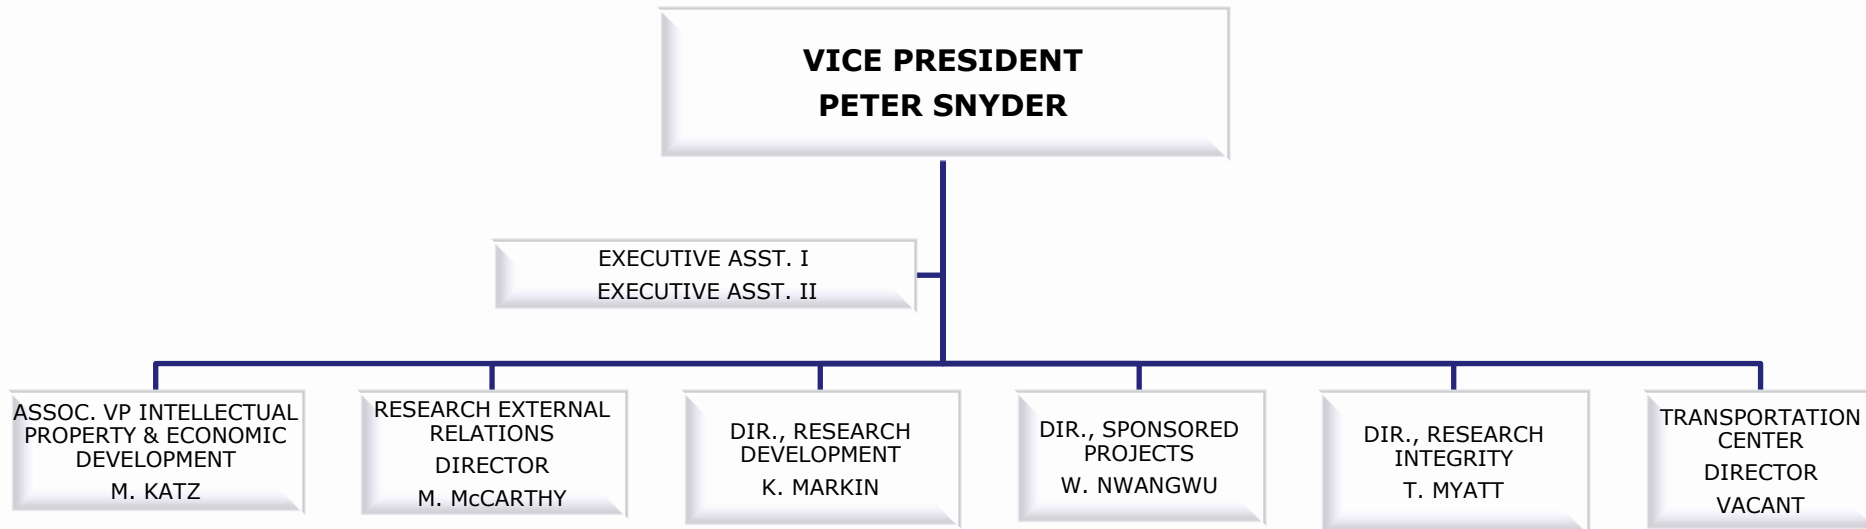 VICE PRESIDENT
PETER SNYDER
EXECUTIVE ASST. I
EXECUTIVE ASST. II
ASSOC. VP INTELLECTUAL
PROPERTY & ECONOMIC
DEVELOPMENT
M. KATZ
RESEARCH EXTERNAL
RELATIONS
DIRECTOR
M. McCARTHY
DIR., RESEARCH
DEVELOPMENT
K. MARKIN
DIR., SPONSORED
PROJECTS
W. NWANGWU
DIR., RESEARCH
INTEGRITY
T. MYATT
TRANSPORTATION
CENTER
DIRECTOR
VACANT